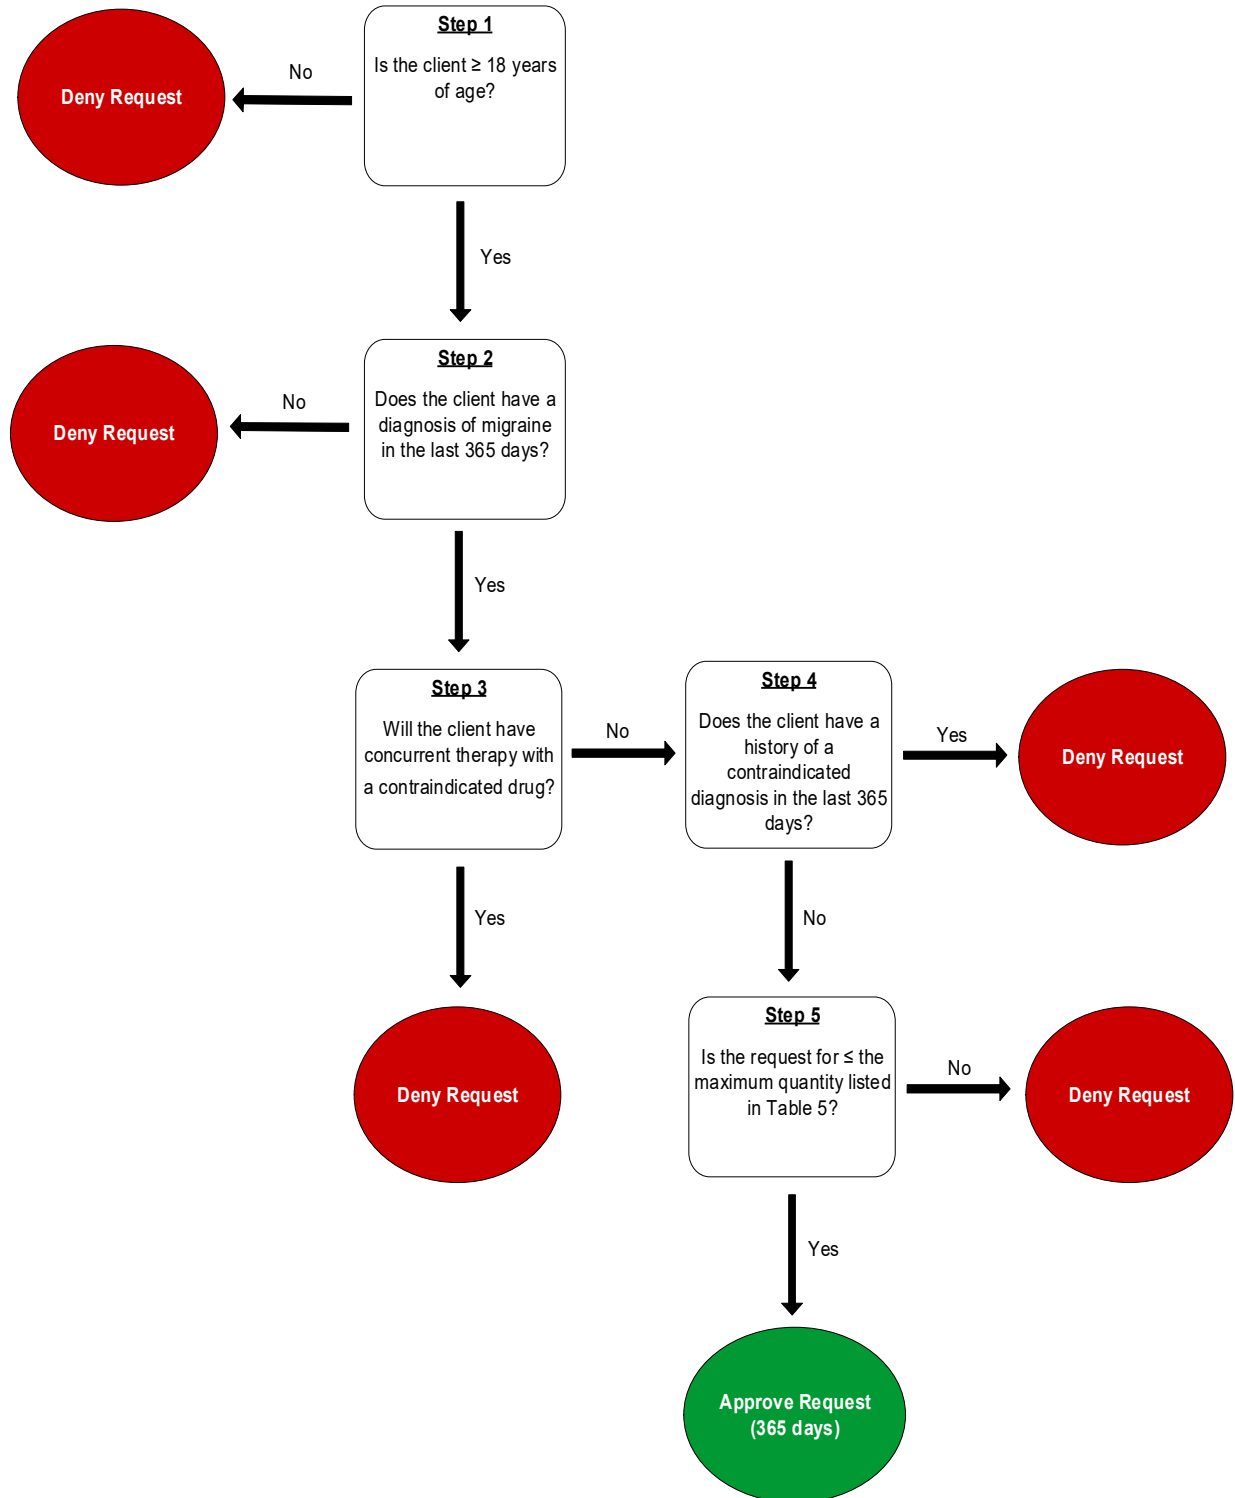 Step 1
Is the client ≥ 18 years
of age?
No
Deny Request
Yes
Step 2
Does the client have a
diagnosis of migraine
in the last 365 days?
No
Deny Request
Yes
Step 3
Will the client have
concurrent therapy with
a contraindicated drug?
No
Step 4
Does the client have a
history of a
contraindicated
diagnosis in the last 365
days?
Yes
Deny Request
Yes
Deny Request
No
Step 5
Is the request for ≤ the
maximum quantity listed
in Table 5?
No
Deny Request
Yes
Approve Request
(365 days)